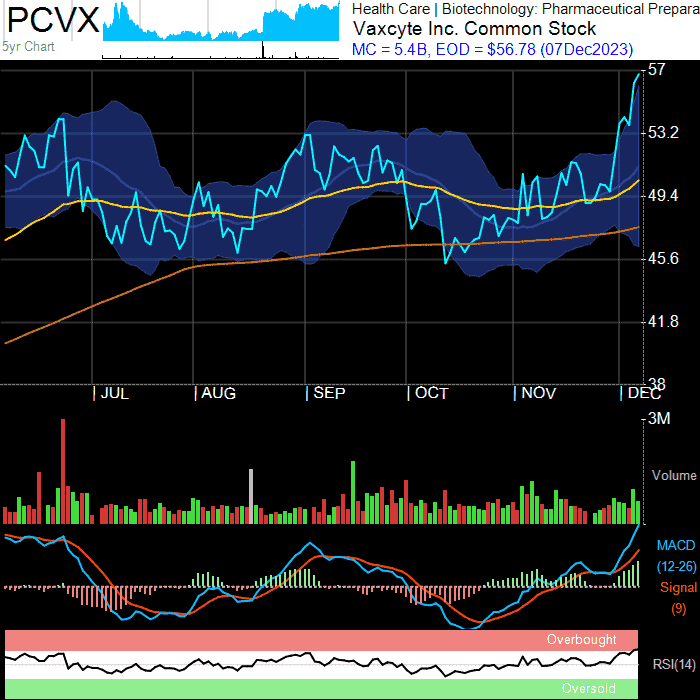 PCVX
5yr Chart
Health Care | Biotechnology: Pharmaceutical Prepara
Vaxcyte Inc. Common Stock
MC = 5.4B, EOD = $56.78 (07Dec2023)
57
53.2
49.4
45.6
41.8
38
JUL
AUG
SEP
OCT
NOV
DEC
3M
Volume
MACD
(12-26)
Signal
(9)
Overbought
RSI(14)
Oversold